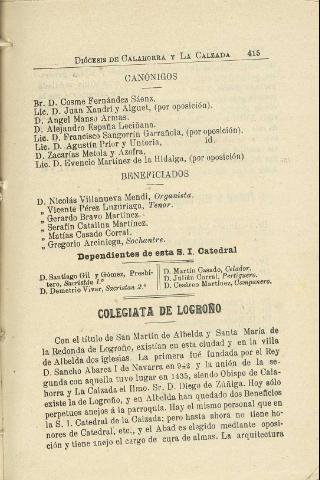 DIÓCESIS DE CALAHORRA Y LA CALZADA 415
CANÓNIGOS
Br. D. Cosme Fernández Sáenz.
Lic. D. Juan Xandri y Alguet, (por oposición).
D. Angel Manso Armas.
D. Alejandro España Leciñana.
Lic. D. Francisco Sangorrín Garrañola, (por oposición).
Lic. D. Agustín Prior y Untoria, id.
D. Zacarías Metola y Azofra.
Lic. D. Evencio Martínez de la Hidalga, (por oposición)
BENEFICIADOS
D. Nicolás Villanueva Mendi, Organista.
„ Vicente Pérez Luzuriaga, Tenor.
„ Gerardo Bravo Martínez.
„ Serafín Catalina Martínez.
„ Matías Casado Corral.
„ Gregorio Arciniega, Sochantre.
Dependientes de esta S. I. Catedral
D. Santiago Gil y Gómez, Presbí-
tero, Sacristán 1.º
D. Demetrio Vivar, Sacristan 2.º
D. Martín Casado, Celador.
D. Julián Corral, Pertiguero.
D. Cesáreo Martínez, Campanero.
COLEGIATA DE LOGROÑO
Con el título de San Martín de Albelda y Santa María de
la Redonda de Logroño, existían en esta ciudad y en la villa
de Albelda dos iglesias. La primera fué fundada por el Rey
D. Sancho Abarca I de Navarra en 942 y la unión de la se-
gunda con aquella tuvo lugar en 1435, siendo Obispo de Cala-
horra y La Calzada el Ilmo. Sr. D. Diego de Zúñiga. Hoy sólo
existe la de Logroño, y en Albelda han quedado dos Beneficios
perpetuos anejos á la parroquia. Hay el mismo personal que en
la S. I. Catedral de la Calzada; pero hasta ahora no tiene ho-
nores de Catedral, etc., y el Abad es elegido mediante oposi-
ción y tiene anejo el cargo de cura de almas. La arquitectura